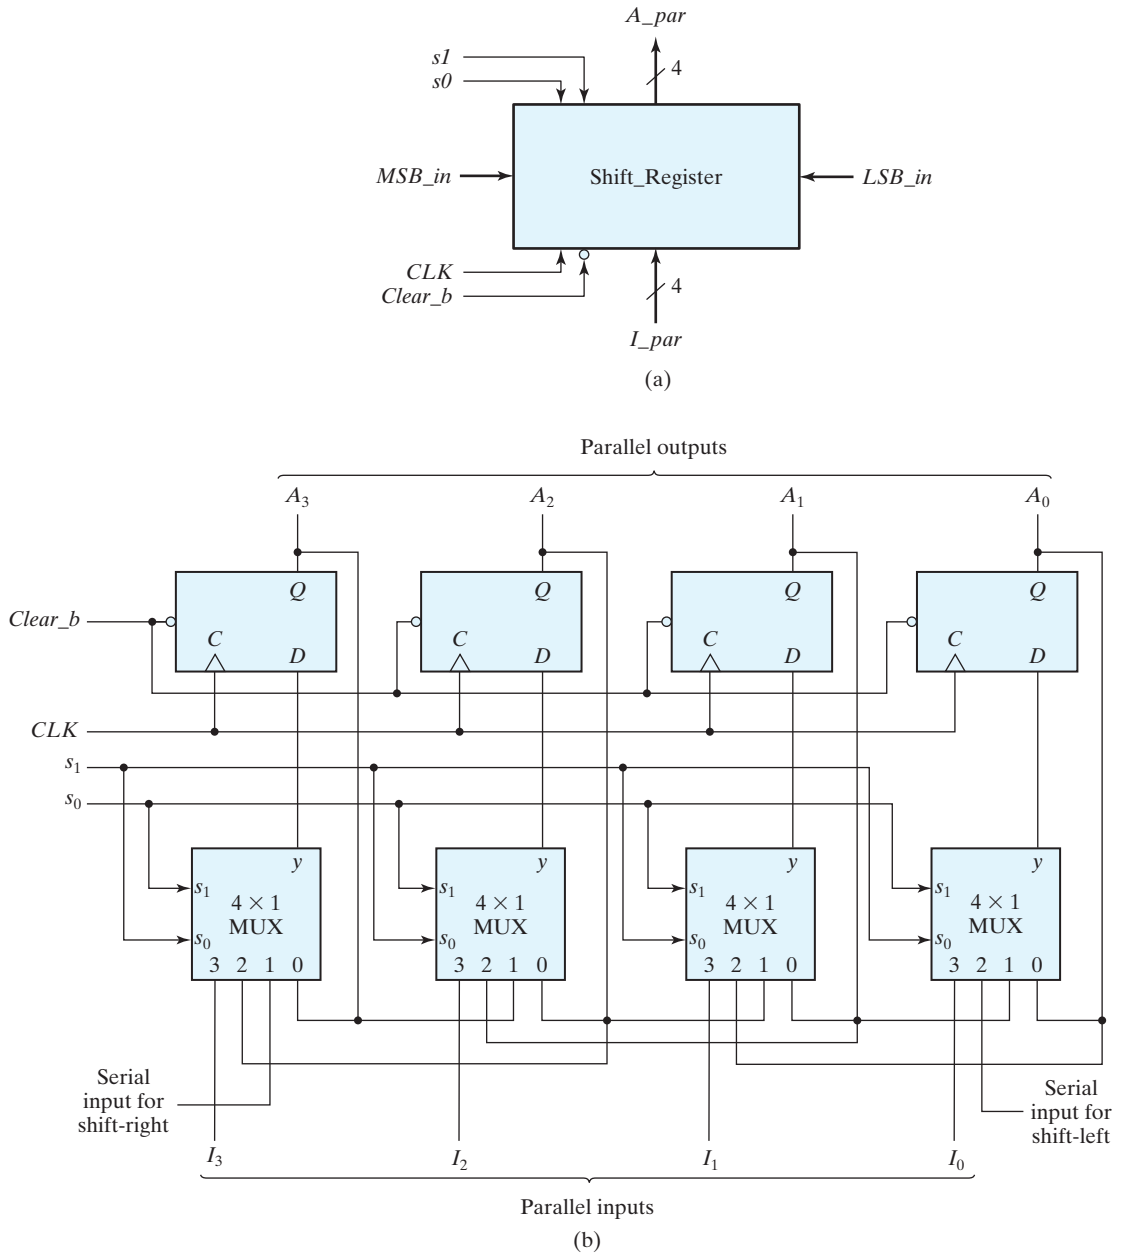 A_par
s1
s0
4
MSB_in
Shift_Register
LSB_in
CLK
Clear_b
4
I_par
(a)
Parallel outputs
A3 A2 A1 A0
Q Q Q Q
Clear_b
C D C D C D C D
CLK
s1
s0
y y y y
s1 s1 s1 s1
4 × 1 4 × 1 4 × 1 4 × 1
MUX MUX MUX MUX
s0 s0 s0 s0
3 2 1 0 3 2 1 0 3 2 1 0 3 2 1 0
Serial
input for
shift-right
Serial
input for
shift-left
I3 I2 I1 I0
Parallel inputs
(b)